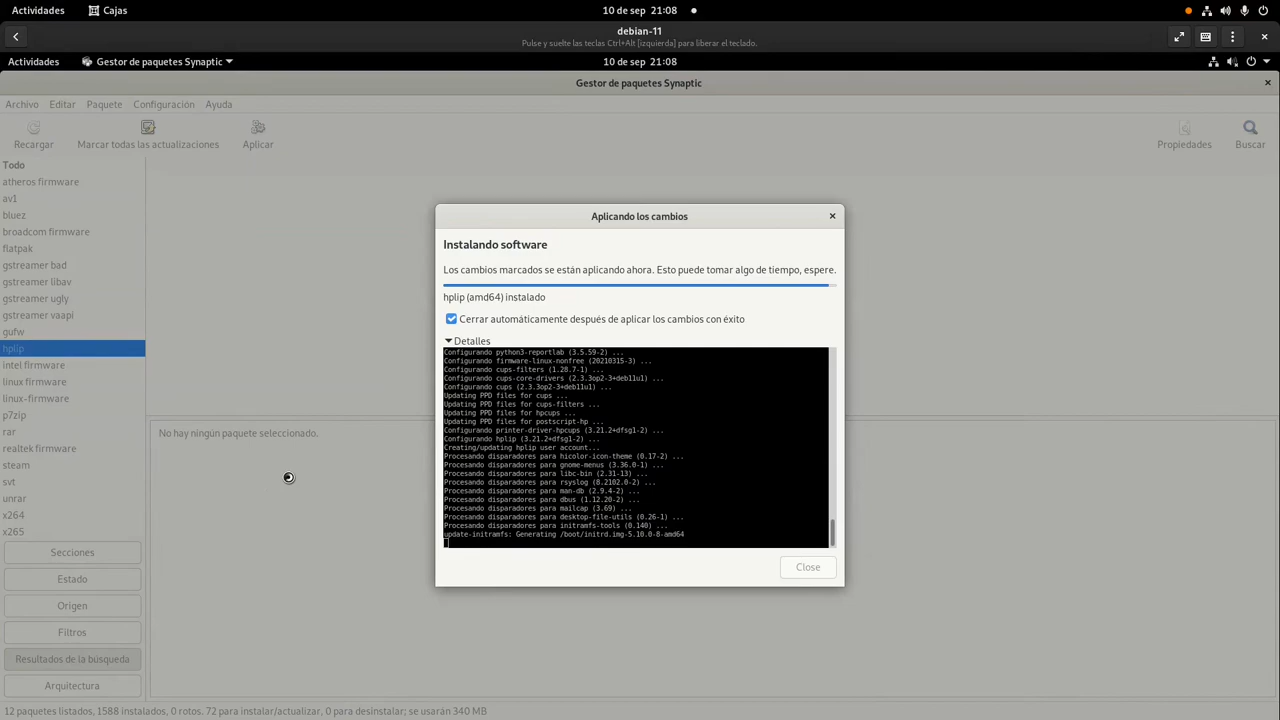 Actividades
Cajas
10 de sep 21:08
debian-11
Pulse y suelte las teclas Ctrl+Alt [izquierda] para liberar el teclado.
Actividades
Gestor de paquetes Synaptic
10 de sep 21:08
Gestor de paquetes Synaptic
Archivo Editar Paquete Configuración Ayuda
Recargar
Marcar todas las actualizaciones
Aplicar
Propiedades
Buscar
Todo
atheros firmware
av1
bluez
broadcom firmware
flatpak
gstreamer bad
gstreamer libav
gstreamer ugly
gstreamer vaapi
gufw
hplip
intel firmware
linux firmware
linux-firmware
p7zip
rar
realtek firmware
steam
svt
unrar
x264
x265
Secciones
Estado
Origen
Filtros
Resultados de la búsqueda
Arquitectura
No hay ningún paquete seleccionado.
Aplicando los cambios
Instalando software
Los cambios marcados se están aplicando ahora. Esto puede tomar algo de tiempo, espere.
hplip (amd64) instalado
Cerrar automáticamente después de aplicar los cambios con éxito
Detalles
Configurando python3-reportlab (3.5.59-2) ...
Configurando firmware-linux-nonfree (20210315-3) ...
Configurando cups-filters (1.28.7-1) ...
Configurando cups-core-drivers (2.3.3op2-3+deb11u1) ...
Configurando cups (2.3.3op2-3+deb11u1) ...
Updating PPD files for cups ...
Updating PPD files for cups-filters ...
Updating PPD files for hpcups ...
Updating PPD files for postscript-hp ...
Configurando printer-driver-hpcups (3.21.2+dfsg1-2) ...
Configurando hplip (3.21.2+dfsg1-2) ...
Creating/updating hplip user account...
Procesando disparadores para hicolor-icon-theme (0.17-2) ...
Procesando disparadores para gnome-menus (3.36.0-1) ...
Procesando disparadores para libc-bin (2.31-13) ...
Procesando disparadores para rsyslog (8.2102.0-2) ...
Procesando disparadores para man-db (2.9.4-2) ...
Procesando disparadores para dbus (1.12.20-2) ...
Procesando disparadores para mailcap (3.69) ...
Procesando disparadores para desktop-file-utils (0.26-1) ...
Procesando disparadores para initramfs-tools (0.140) ...
update-initramfs: Generating /boot/initrd.img-5.10.0-8-amd64
Close
12 paquetes listados, 1588 instalados, 0 rotos. 72 para instalar/actualizar, 0 para desinstalar; se usarán 340 MB